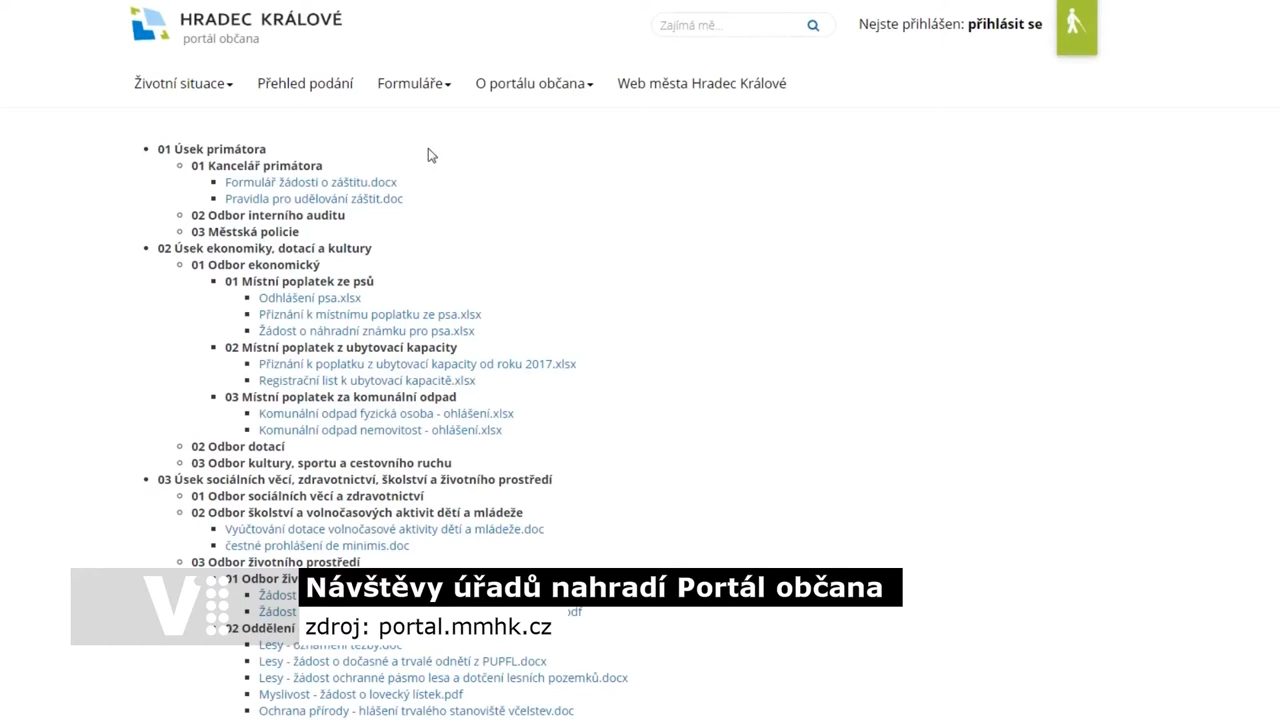 HRADEC KRÁLOVÉ
portál občana
Zajímá mě...
Nejste přihlášen: přihlásit se
Životní situace
Přehled podání
Formuláře
O portálu občana
Web města Hradec Králové
01 Úsek primátora
01 Kancelář primátora
Formulář žádosti o záštitu.docx
Pravidla pro udělování záštit.doc
02 Odbor interního auditu
03 Městská policie
02 Úsek ekonomiky, dotací a kultury
01 Odbor ekonomický
01 Místní poplatek ze psů
Odhlášení psa.xlsx
Přiznání k místnímu poplatku ze psa.xlsx
Žádost o náhradní známku pro psa.xlsx
02 Místní poplatek z ubytovací kapacity
Přiznání k poplatku z ubytovací kapacity od roku 2017.xlsx
Registrační list k ubytovací kapacitě.xlsx
03 Místní poplatek za komunální odpad
Komunální odpad fyzická osoba - ohlášení.xlsx
Komunální odpad nemovitost - ohlášení.xlsx
02 Odbor dotací
03 Odbor kultury, sportu a cestovního ruchu
03 Úsek sociálních věcí, zdravotnictví, školství a životního prostředí
01 Odbor sociálních věcí a zdravotnictví
02 Odbor školství a volnočasových aktivit dětí a mládeže
Vyúčtování dotace volnočasové aktivity dětí a mládeže.doc
čestné prohlášení de minimis.doc
03 Odbor životního prostředí
01 Odbor živ
Návštěvy úřadů nahradí Portál občana
Žádost
Žádost
pdf
V
02 Oddělení
zdroj: portal.mmhk.cz
Lesy - oznámení těžby.doc
Lesy - žádost o dočasné a trvalé odnětí z PUPFL.docx
Lesy - žádost ochranné pásmo lesa a dotčení lesních pozemků.docx
Myslivost - žádost o lovecký lístek.pdf
Ochrana přírody - hlášení trvalého stanoviště včelstev.doc